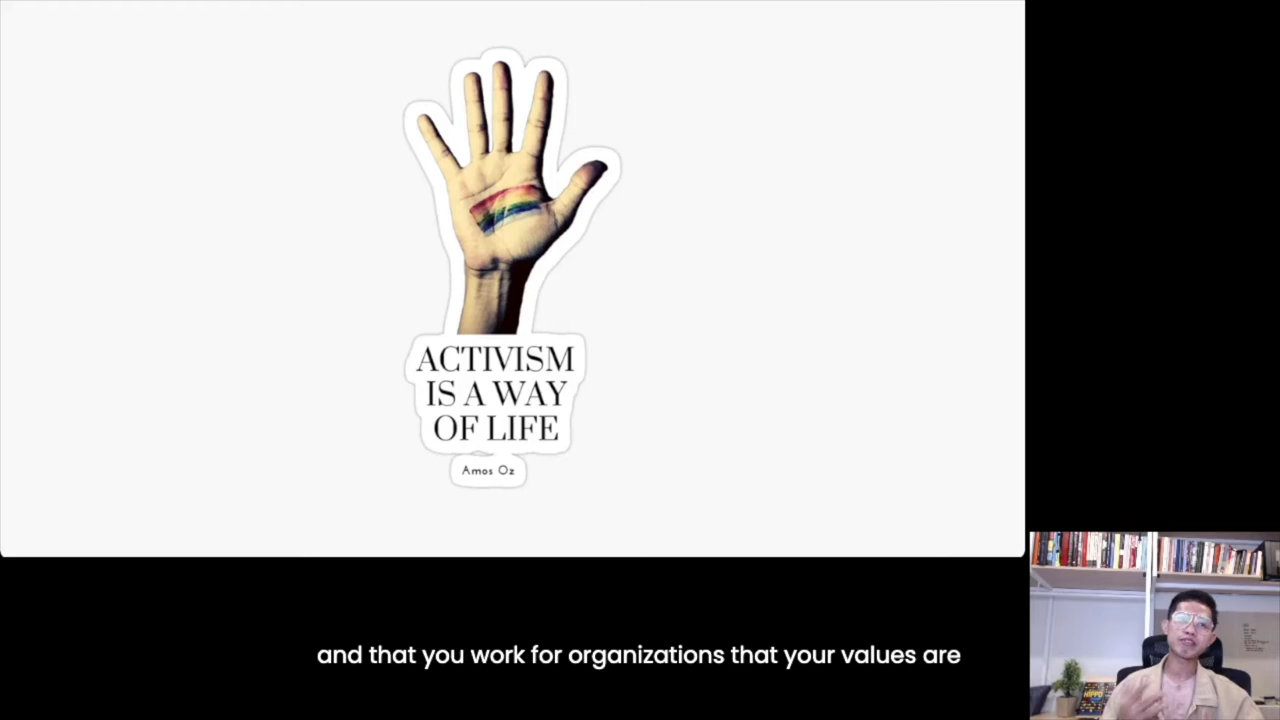 ACTIVISM
IS A WAY
OF LIFE
Amos Oz
and that you work for organizations that your values are